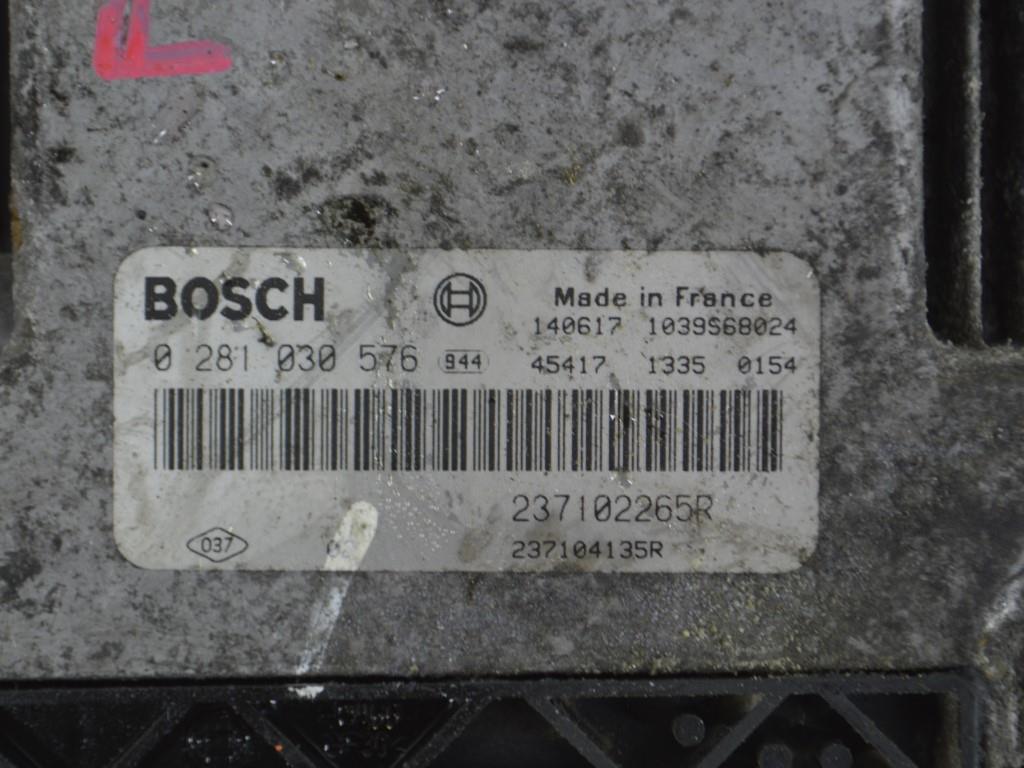 BOSCH
Made in France
140617 1039S68024
0 281 030 576 944 45417 1335 0154
237102265R
037 237104135R